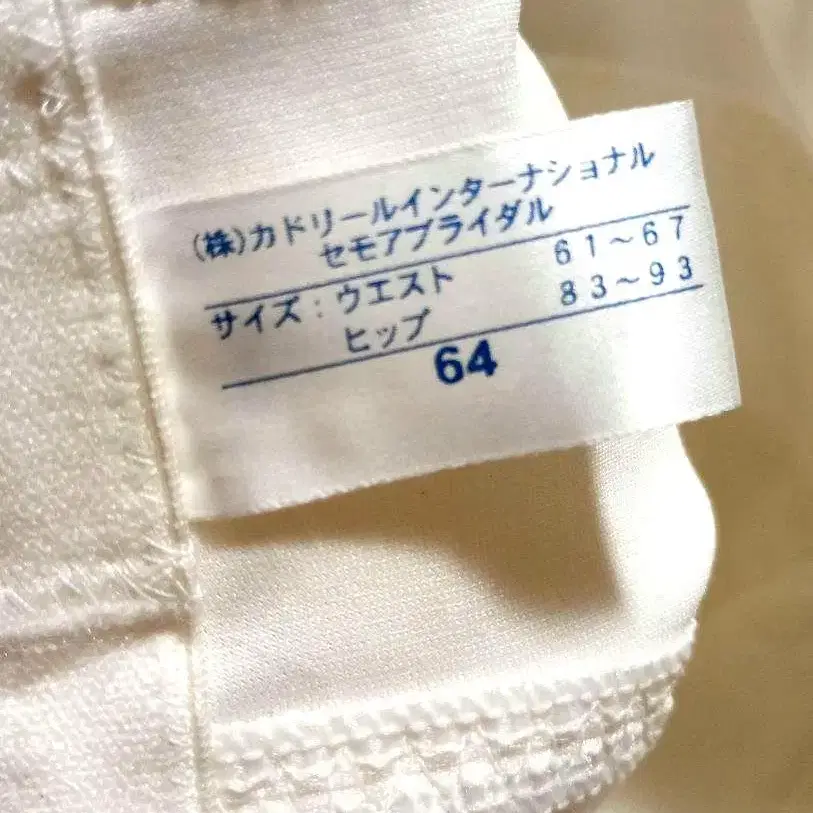 (株)カドリールインターナショナル
セモアブライダル
サイズ:ウエスト 61~67
ヒップ 83~93
64